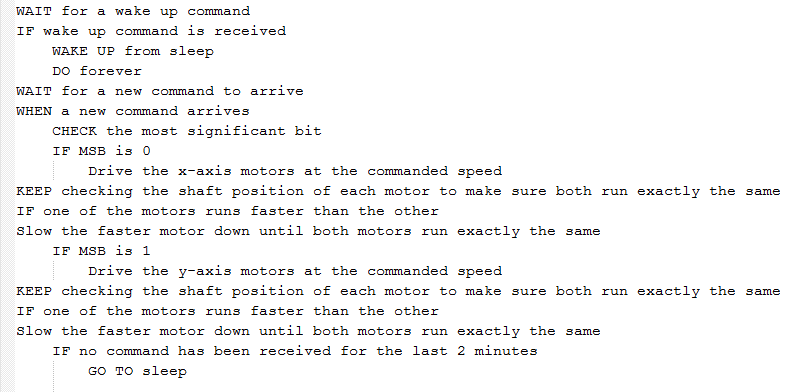 WAIT for a wake up command
IF wake up command is received
    WAKE UP from sleep
    DO forever
WAIT for a new command to arrive
WHEN a new command arrives
    CHECK the most significant bit
    IF MSB is 0
        Drive the x-axis motors at the commanded speed
KEEP checking the shaft position of each motor to make sure both run exactly the same
IF one of the motors runs faster than the other
Slow the faster motor down until both motors run exactly the same
    IF MSB is 1
        Drive the y-axis motors at the commanded speed
KEEP checking the shaft position of each motor to make sure both run exactly the same
IF one of the motors runs faster than the other
Slow the faster motor down until both motors run exactly the same
    IF no command has been received for the last 2 minutes
        GO TO sleep